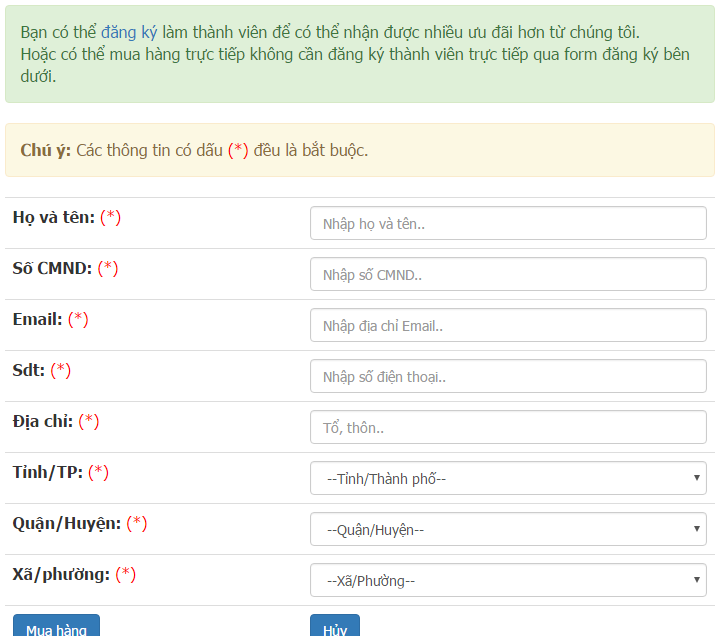 Bạn có thể đăng ký làm thành viên để có thể nhận được nhiều ưu đãi hơn từ chúng tôi.
Hoặc có thể mua hàng trực tiếp không cần đăng ký thành viên trực tiếp qua form đăng ký bên
dưới.
Chú ý: Các thông tin có dấu (*) đều là bắt buộc.
Họ và tên: (*) Nhập họ và tên..
Số CMND: (*) Nhập số CMND..
Email: (*) Nhập địa chỉ Email..
Sdt: (*) Nhập số điện thoại..
Địa chỉ: (*) Tổ, thôn..
Tỉnh/TP: (*) --Tỉnh/Thành phố--
Quận/Huyện: (*) --Quận/Huyện--
Xã/phường: (*) --Xã/Phường--
Mua hàng Hủy